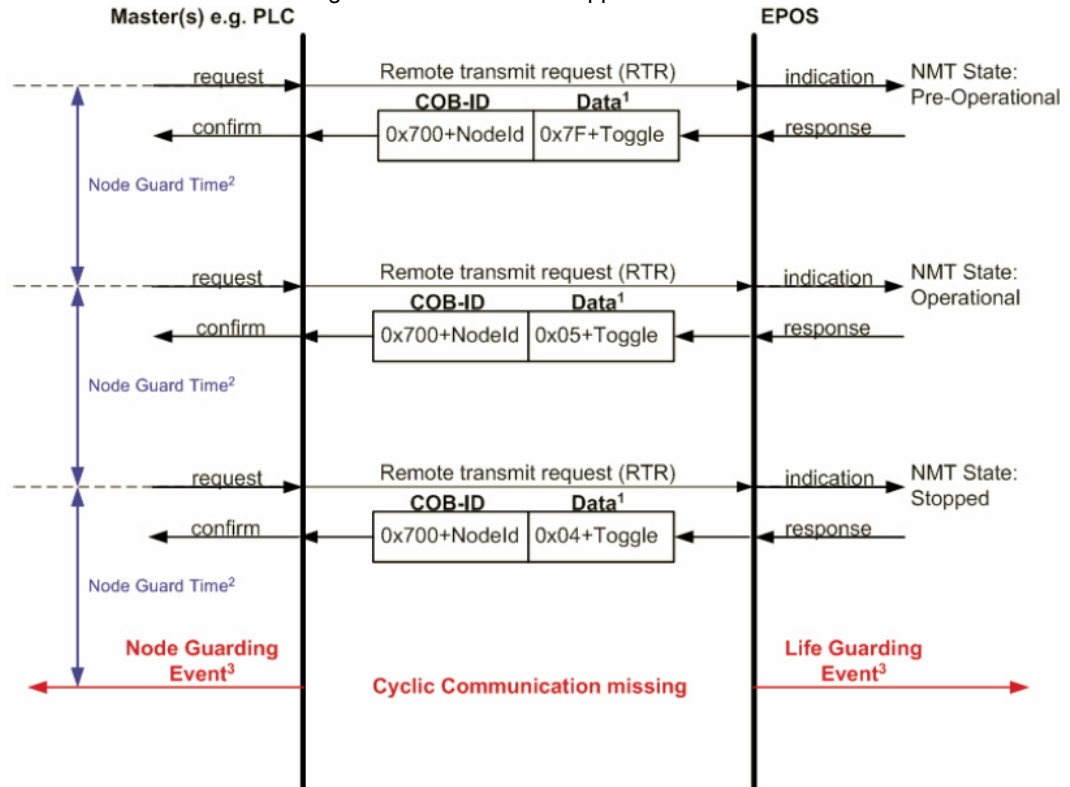 Master(s) e.g. PLC
EPOS
request
Remote transmit request (RTR)
indication
NMT State:
Pre-Operational
COB-ID
Data¹
confirm
0x700+NodeId
0x7F+Toggle
response
Node Guard Time²
request
Remote transmit request (RTR)
indication
NMT State:
Operational
COB-ID
Data¹
confirm
0x700+NodeId
0x05+Toggle
response
Node Guard Time²
request
Remote transmit request (RTR)
indication
NMT State:
Stopped
COB-ID
Data¹
confirm
0x700+NodeId
0x04+Toggle
response
Node Guard Time²
Node Guarding
Event³
Cyclic Communication missing
Life Guarding
Event³